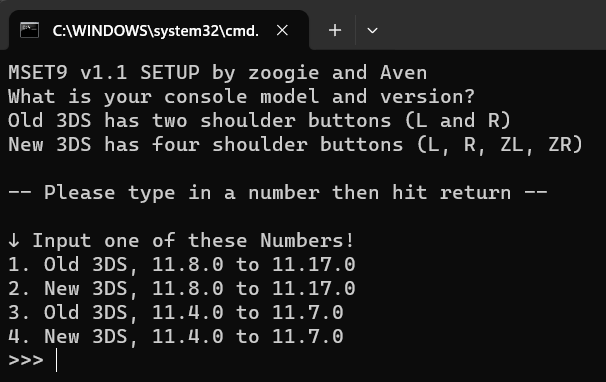 C:\WINDOWS\system32\cmd.
MSET9 v1.1 SETUP by zoogie and Aven
What is your console model and version?
Old 3DS has two shoulder buttons (L and R)
New 3DS has four shoulder buttons (L, R, ZL, ZR)
-- Please type in a number then hit return --
↓ Input one of these Numbers!
1. Old 3DS, 11.8.0 to 11.17.0
2. New 3DS, 11.8.0 to 11.17.0
3. Old 3DS, 11.4.0 to 11.7.0
4. New 3DS, 11.4.0 to 11.7.0
>>>